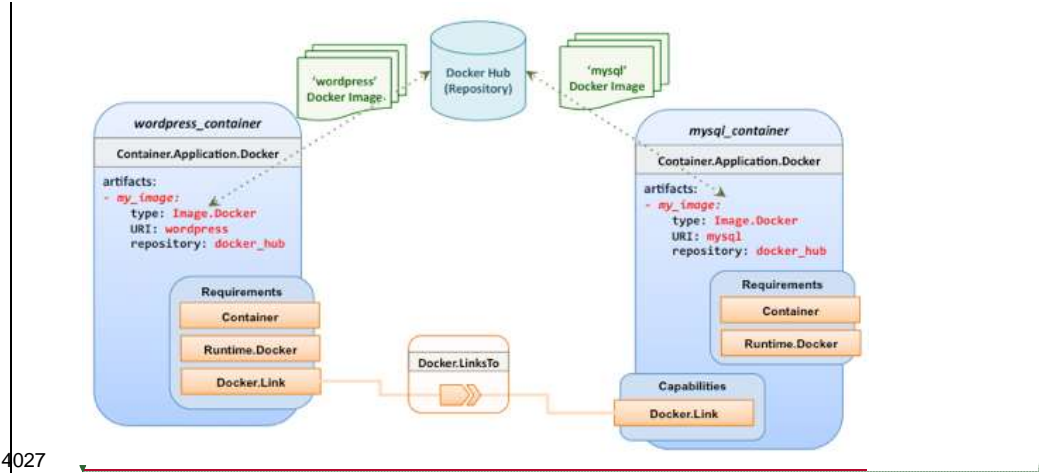 'wordpress'
Docker Image
Docker Hub
(Repository)
'mysql'
Docker Image
wordpress_container
Container.Application.Docker
artifacts:
- my_image:
type: Image.Docker
URI: wordpress
repository: docker_hub
Requirements
Container
Runtime.Docker
Docker.Link
Docker.LinksTo
mysql_container
Container.Application.Docker
artifacts:
- my_image:
type: Image.Docker
URI: mysql
repository: docker_hub
Requirements
Container
Runtime.Docker
Capabilities
Docker.Link
4027